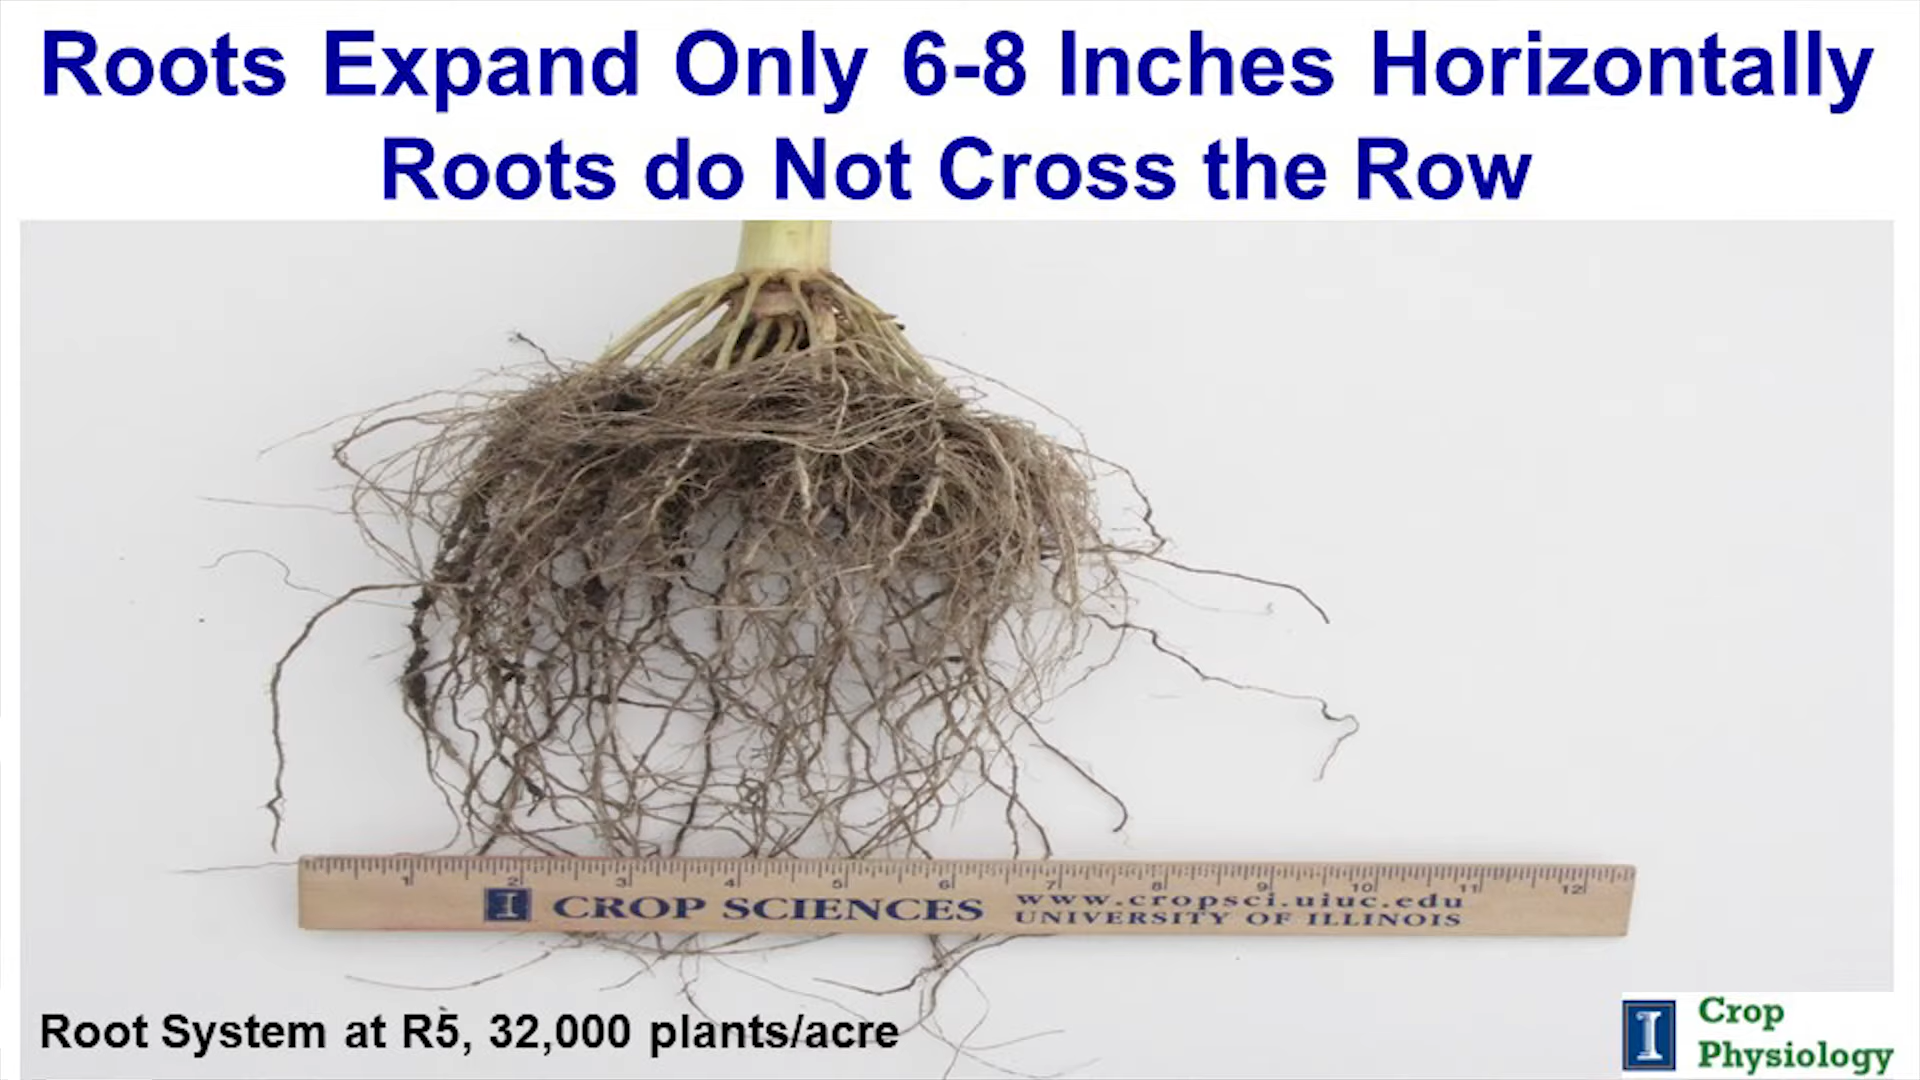 Roots Expand Only 6-8 Inches Horizontally
Roots do Not Cross the Row
1 2 3 4 5 6 7 8 9 10 11 12
I CROP SCIENCES
www.cropsci.uiuc.edu
UNIVERSITY OF ILLINOIS
Root System at R5, 32,000 plants/acre
I Crop
Physiology